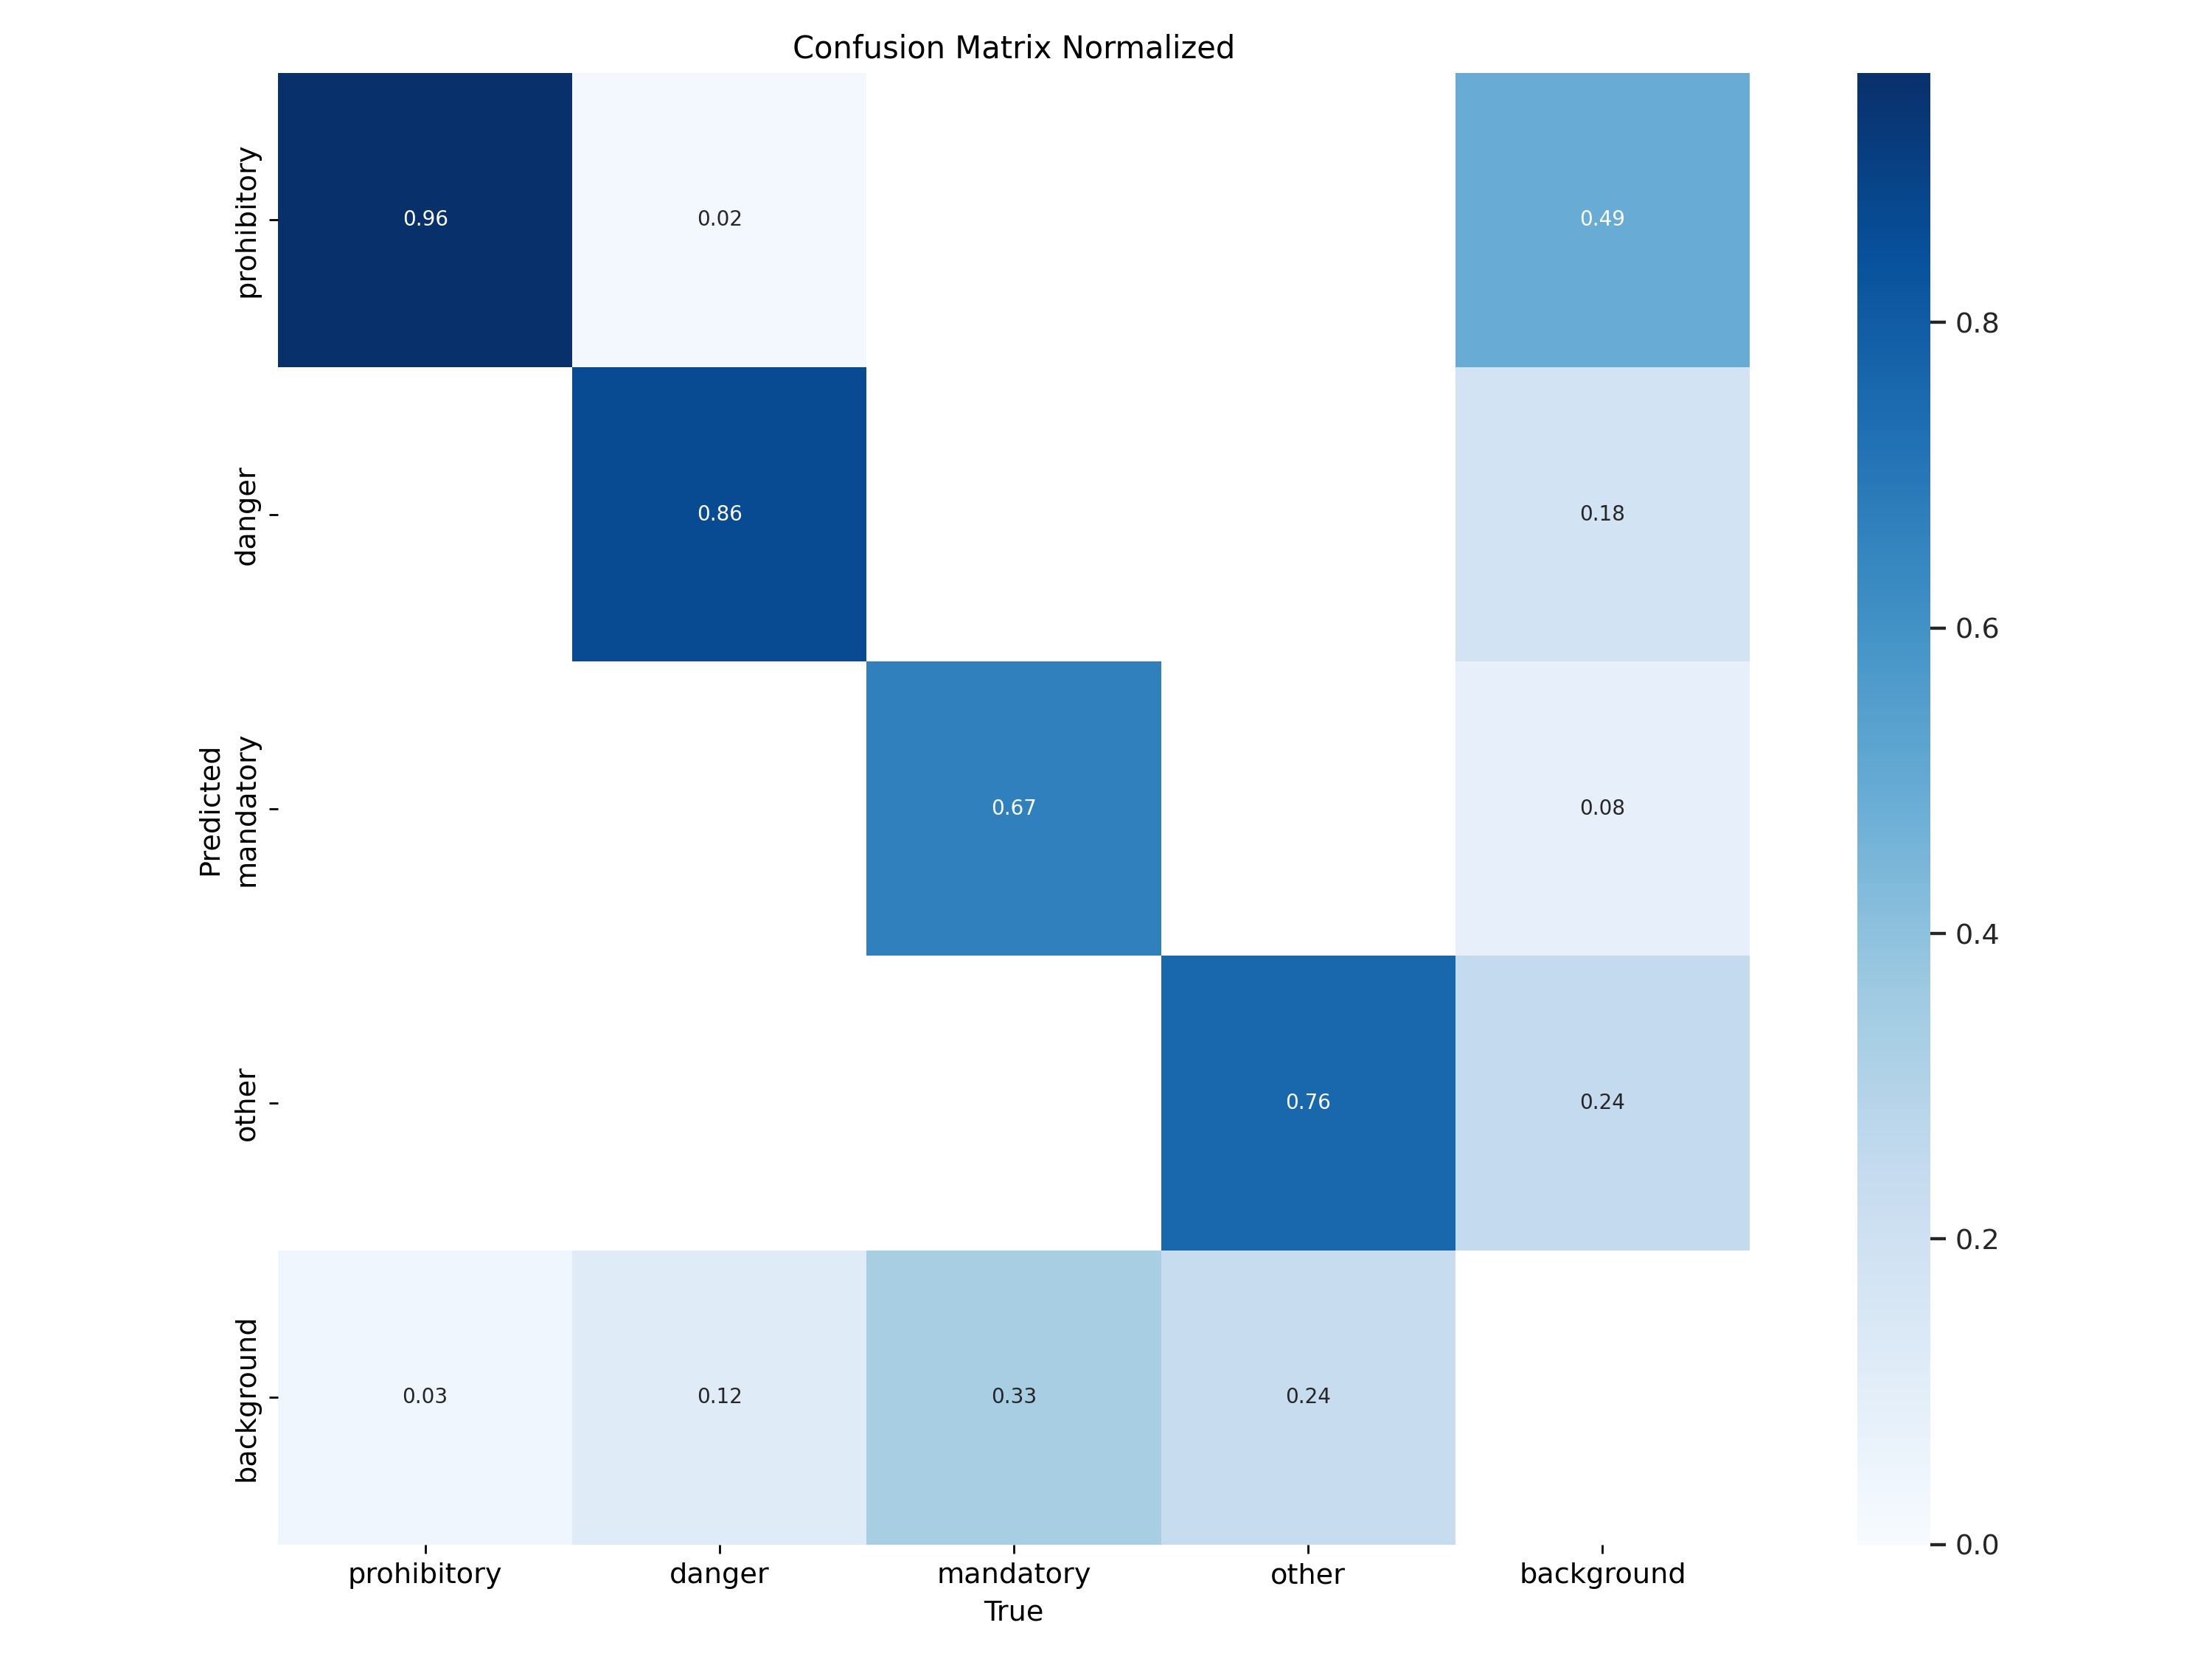 Confusion Matrix Normalized
prohibitory 0.96 0.02 0.49
danger 0.86 0.18
Predicted
mandatory 0.67 0.08
other 0.76 0.24
background 0.03 0.12 0.33 0.24
prohibitory danger mandatory other background
True
0.8
0.6
0.4
0.2
0.0